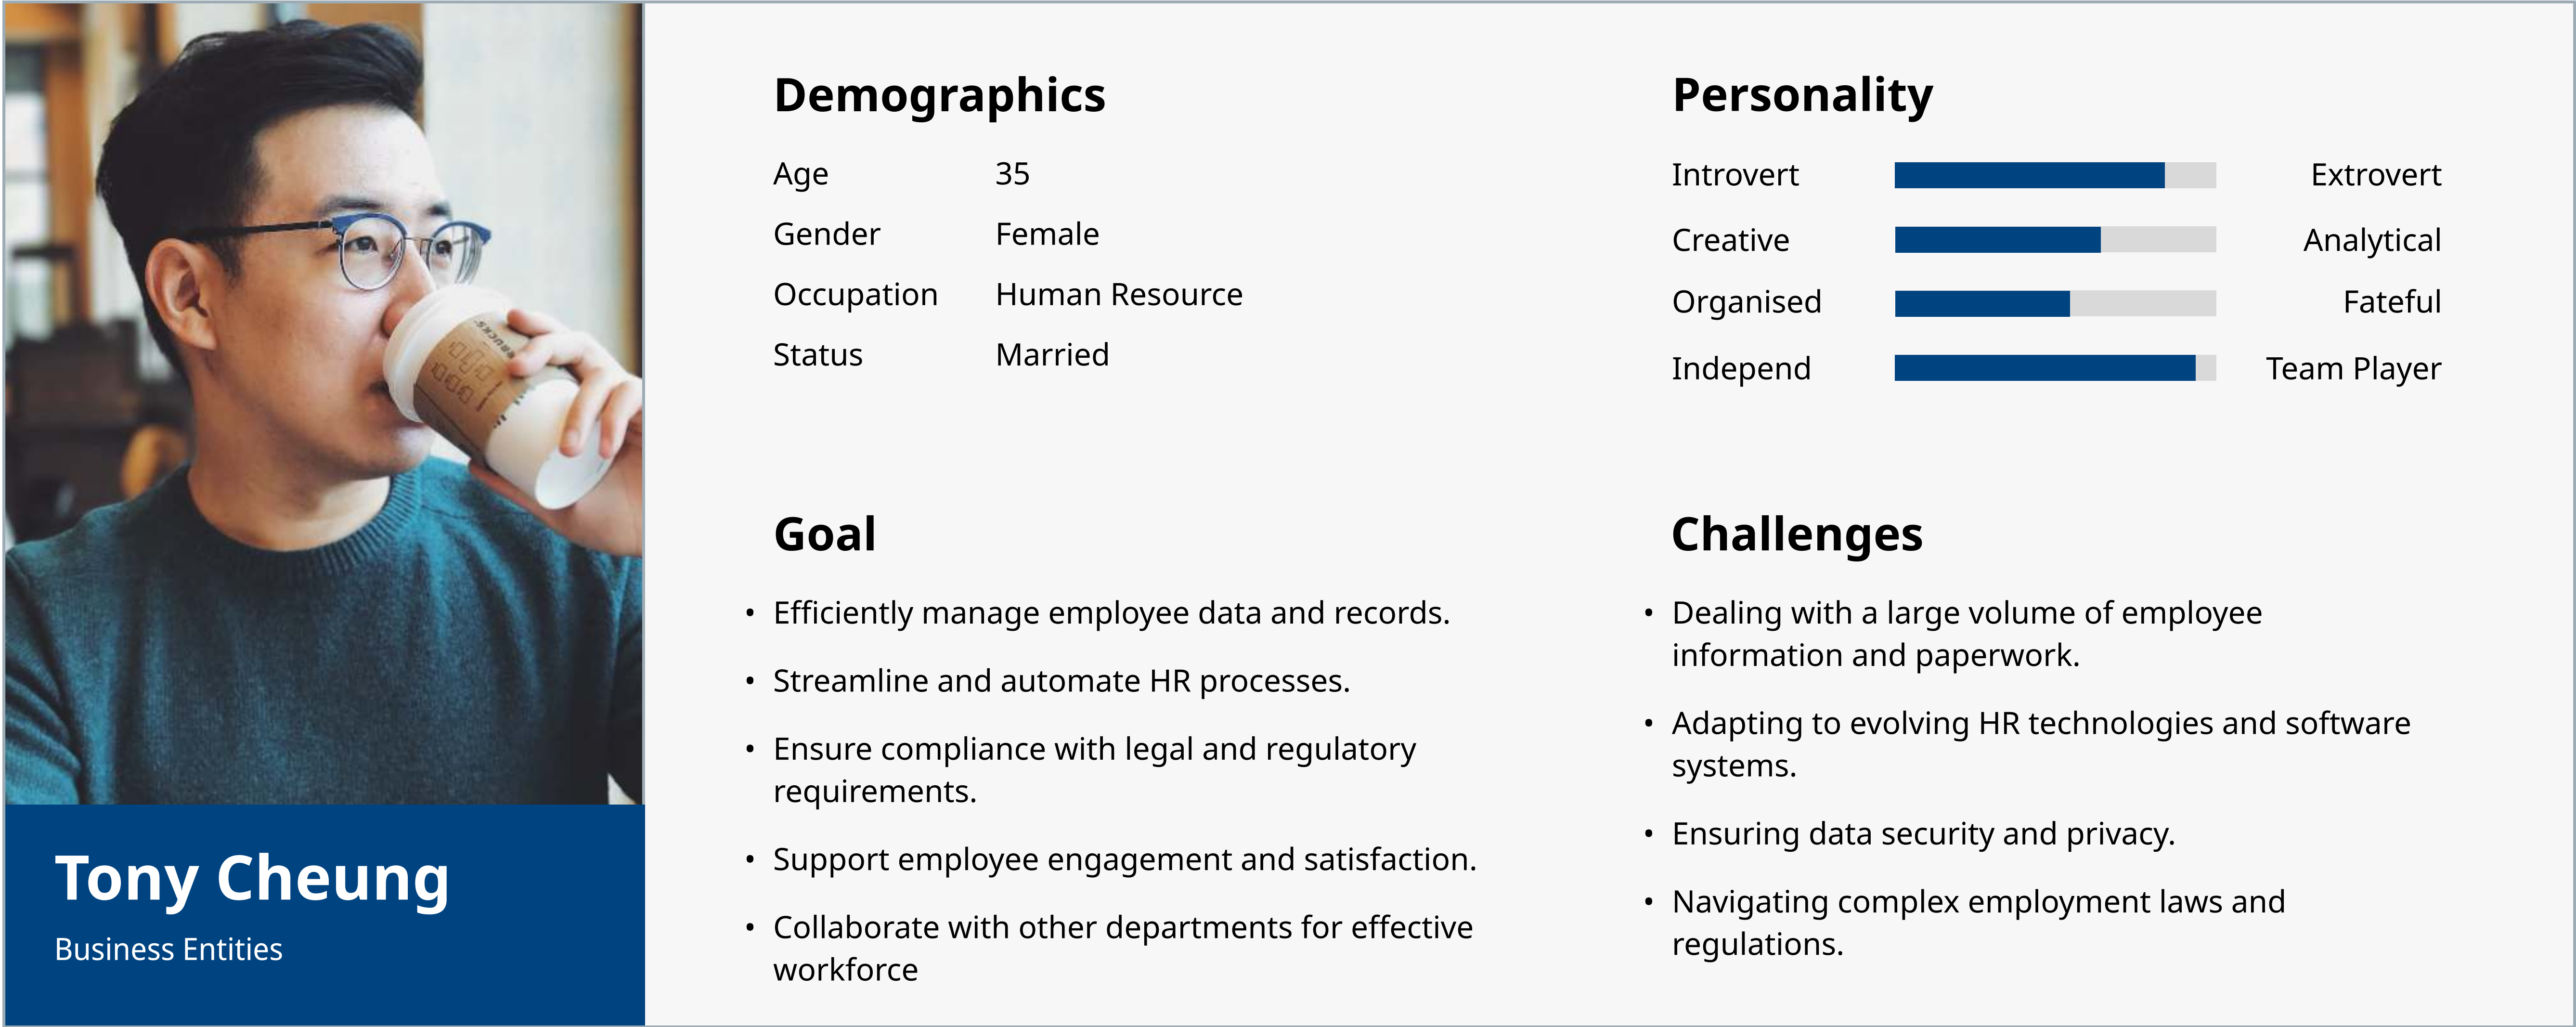 Demographics
Age 35
Gender Female
Occupation Human Resource
Status Married
Personality
Introvert Extrovert
Creative Analytical
Organised Fateful
Independ Team Player
Goal
• Efficiently manage employee data and records.
• Streamline and automate HR processes.
• Ensure compliance with legal and regulatory
requirements.
• Support employee engagement and satisfaction.
• Collaborate with other departments for effective
workforce
Challenges
• Dealing with a large volume of employee
information and paperwork.
• Adapting to evolving HR technologies and software
systems.
• Ensuring data security and privacy.
• Navigating complex employment laws and
regulations.
Tony Cheung
Business Entities